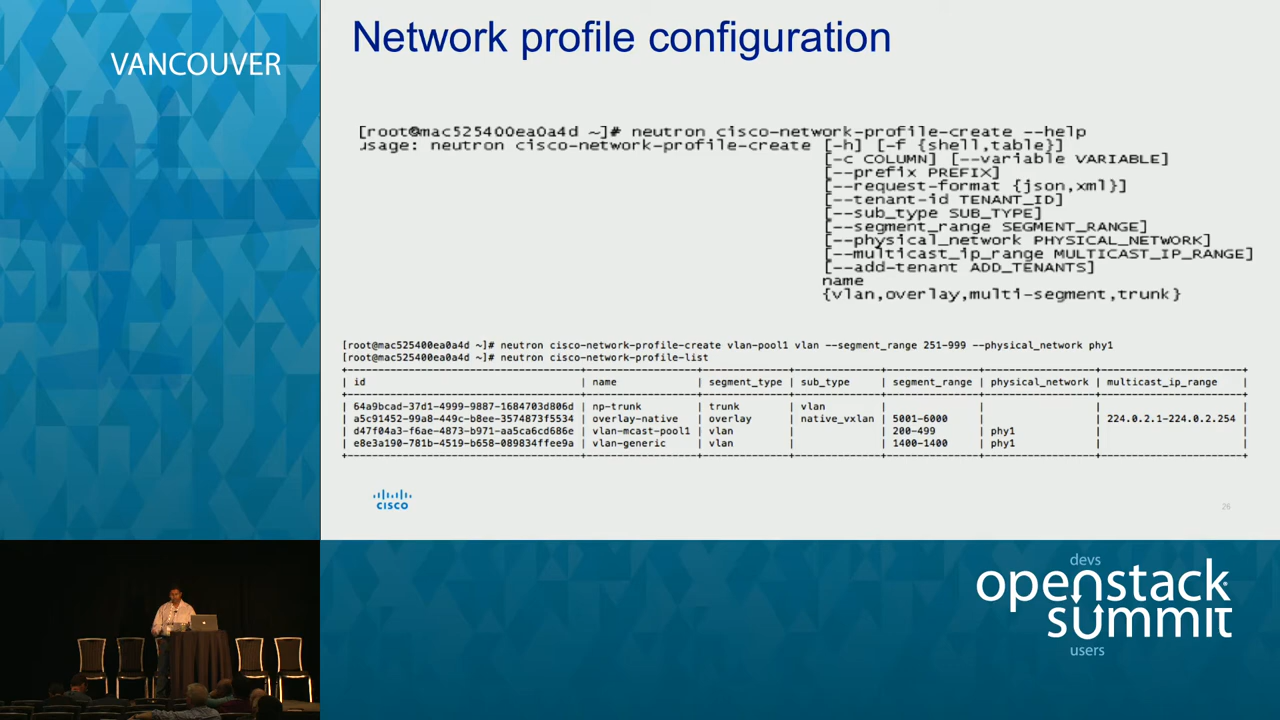 VANCOUVER
Network profile configuration
[root@mac525400ea0a4d ~]# neutron cisco-network-profile-create --help
usage: neutron cisco-network-profile-create [-h] [-f {shell,table}]
[-c COLUMN] [--variable VARIABLE]
[--prefix PREFIX]
[--request-format {json,xml}]
[--tenant-id TENANT_ID]
[--sub_type SUB_TYPE]
[--segment_range SEGMENT_RANGE]
[--physical_network PHYSICAL_NETWORK]
[--multicast_ip_range MULTICAST_IP_RANGE]
[--add-tenant ADD_TENANTS]
name
{vlan,overlay,multi-segment,trunk}
[root@mac525400ea0a4d ~]# neutron cisco-network-profile-create vlan-pool1 vlan --segment_range 251-999 --physical_network phy1
[root@mac525400ea0a4d ~]# neutron cisco-network-profile-list
| id | name | segment_type | sub_type | segment_range | physical_network | multicast_ip_range |
| 64a9bcad-37d1-4999-9887-1684703d806d | np-trunk | trunk | vlan | | | |
| a5c91452-99a8-449c-b8ee-3574873f5534 | overlay-native | overlay | native_vxlan | 5001-6000 | | 224.0.2.1-224.0.2.254 |
| d47f04a3-f6ae-4873-b971-aa5ca6cd686e | vlan-mcast-pool1 | vlan | | 200-499 | phy1 | |
| e8e3a190-781b-4519-b658-089834ffee9a | vlan-generic | vlan | | 1400-1400 | phy1 | |
cisco
26
devs
openstack
summit
users